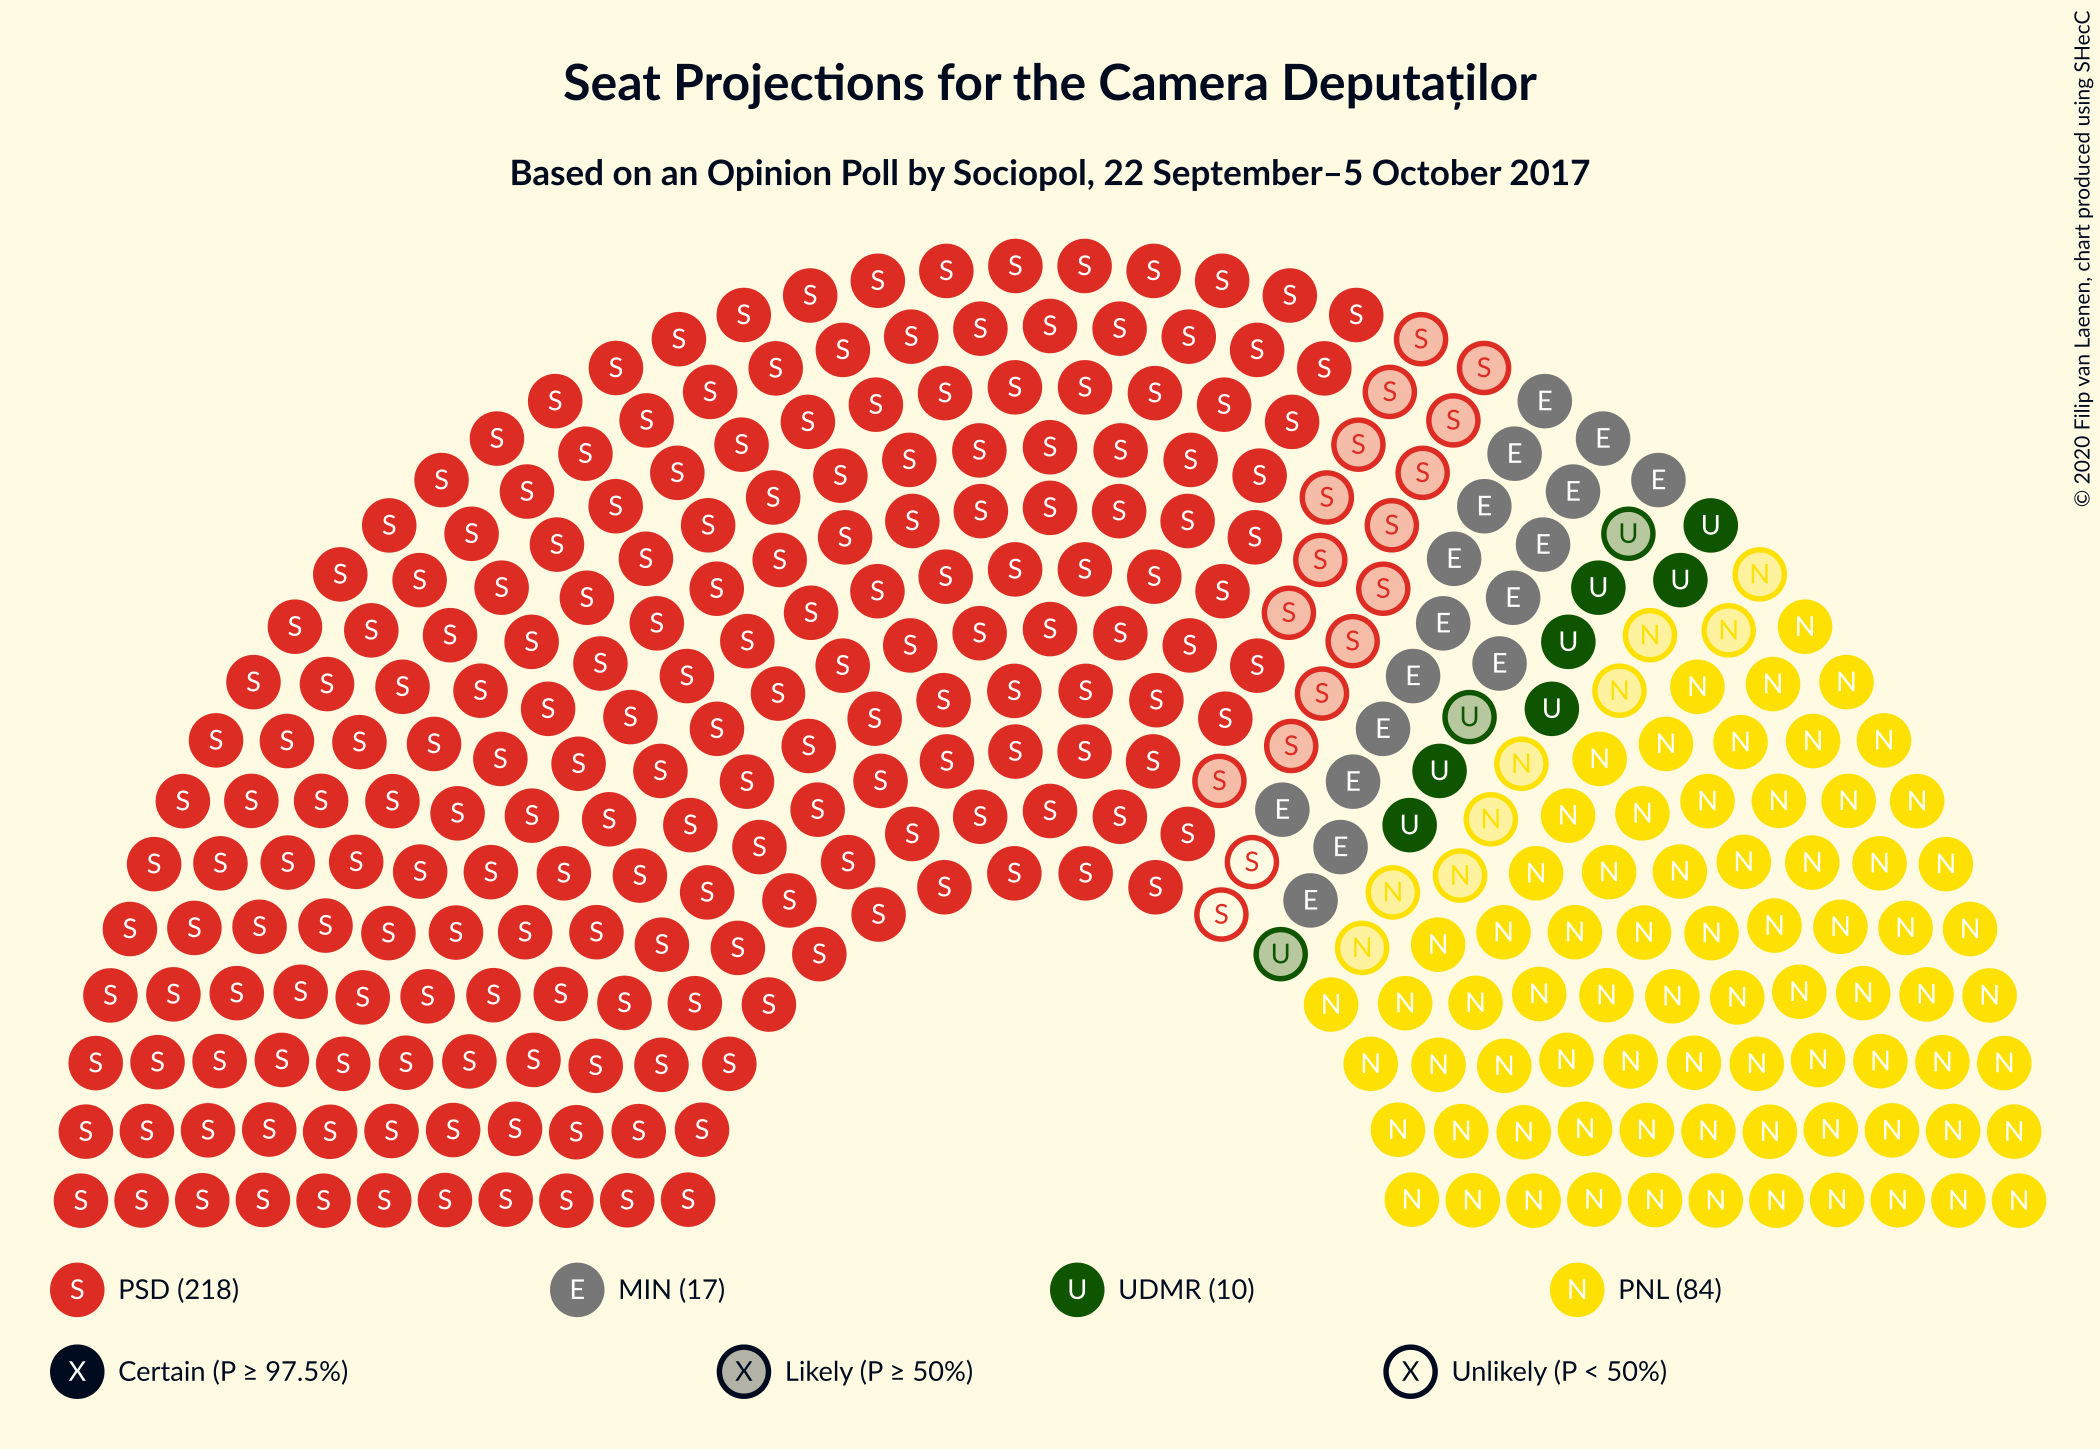 Seat Projections for the Camera Deputaților
Based on an Opinion Poll by Sociopol, 22 September–5 October 2017
© 2020 Filip van Laenen, chart produced using SHecC
S PSD (218)
E MIN (17)
U UDMR (10)
N PNL (84)
X Certain (P ≥ 97.5%)
X Likely (P ≥ 50%)
X Unlikely (P < 50%)